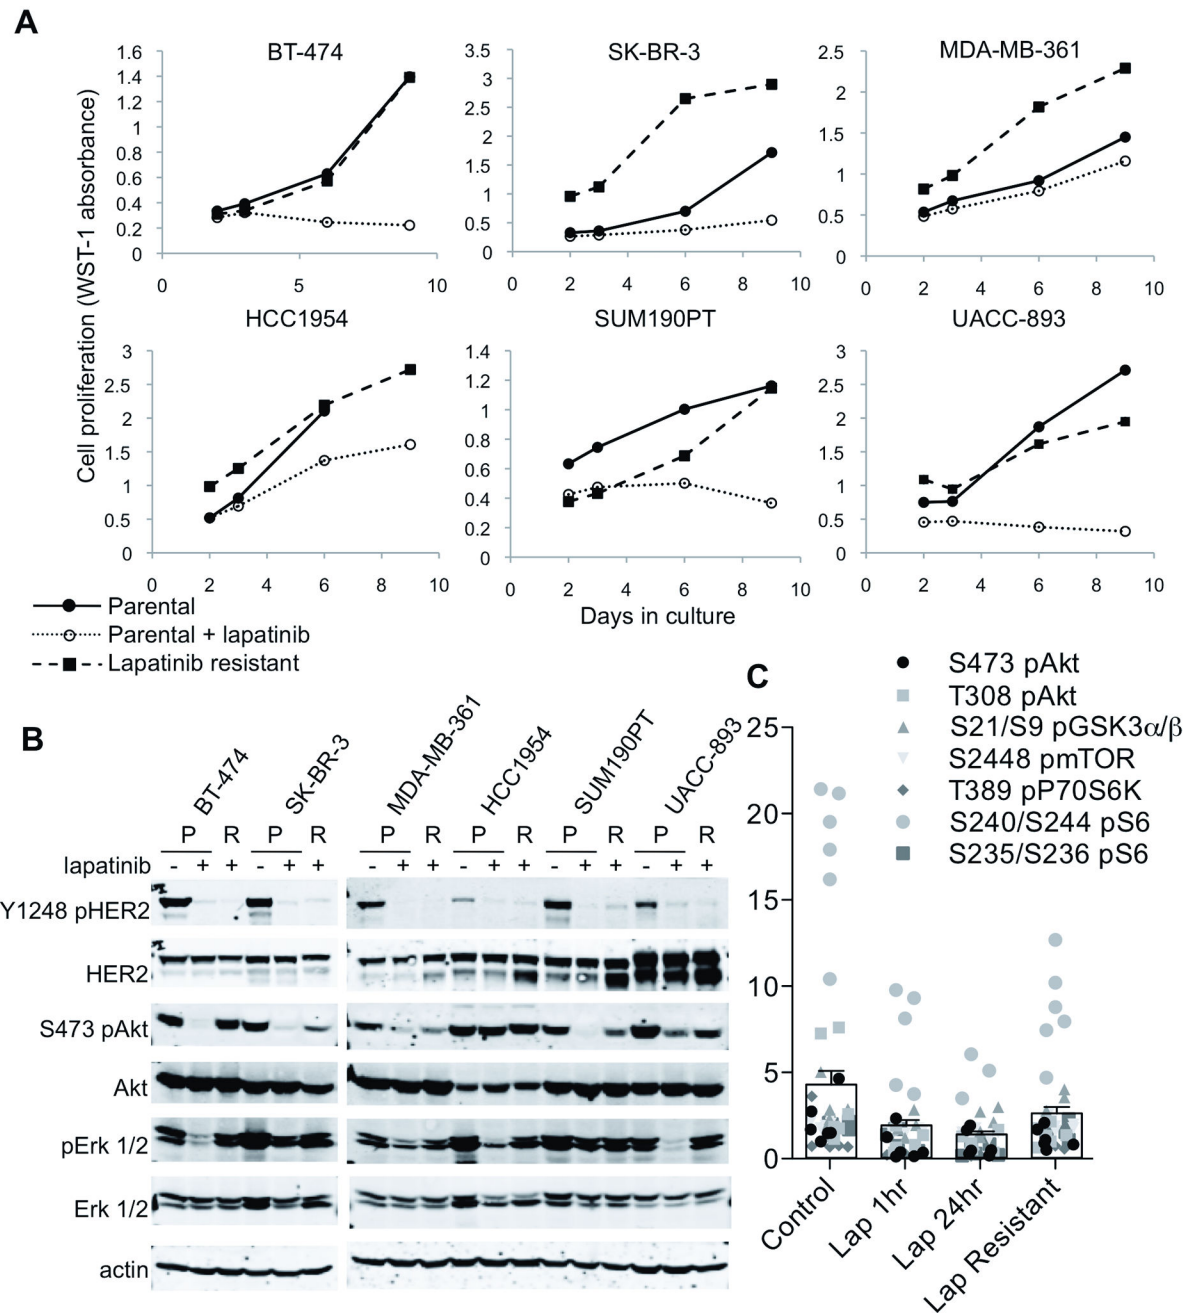 A
BT-474
SK-BR-3
MDA-MB-361
1.6
1.4
1.2
1
0.8
0.6
0.4
0.2
0
0 5 10
3.5
3
2.5
2
1.5
1
0.5
0
0 2 4 6 8 10
2.5
2
1.5
1
0.5
0
0 2 4 6 8 10
Cell proliferation (WST-1 absorbance)
HCC1954
SUM190PT
UACC-893
3
2.5
2
1.5
1
0.5
0
0 2 4 6 8 10
1.4
1.2
1
0.8
0.6
0.4
0.2
0
0 2 4 6 8 10
3
2.5
2
1.5
1
0.5
0
0 2 4 6 8 10
Days in culture
Parental
Parental + lapatinib
Lapatinib resistant
B
BT-474
SK-BR-3
MDA-MB-361
HCC1954
SUM190PT
UACC-893
P R P R P R P R P R P R
lapatinib - + + - + + - + + - + + - + + - + +
Y1248 pHER2
HER2
S473 pAkt
Akt
pErk 1/2
Erk 1/2
actin
C
S473 pAkt
T308 pAkt
S21/S9 pGSK3α/β
S2448 pmTOR
T389 pP70S6K
S240/S244 pS6
S235/S236 pS6
25
20
15
10
5
0
Control
Lap 1hr
Lap 24hr
Lap Resistant